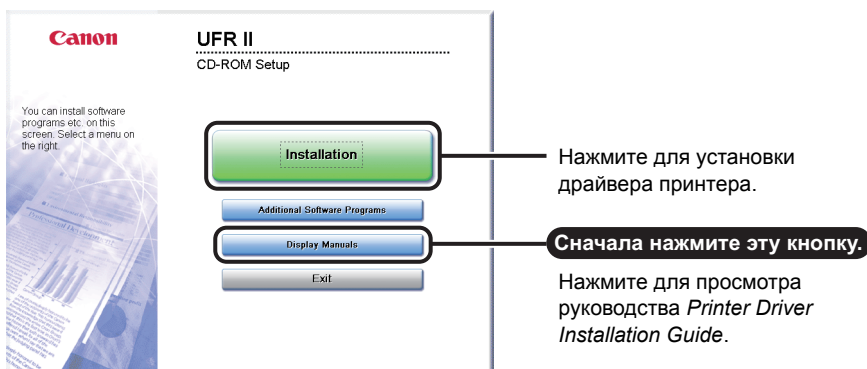 Canon
UFR II
CD-ROM Setup
You can install software
programs etc. on this
screen. Select a menu on
the right.
Installation
Нажмите для установки
драйвера принтера.
Additional Software Programs
Display Manuals
Сначала нажмите эту кнопку.
Exit
Нажмите для просмотра
руководства Printer Driver
Installation Guide.
Professional Development